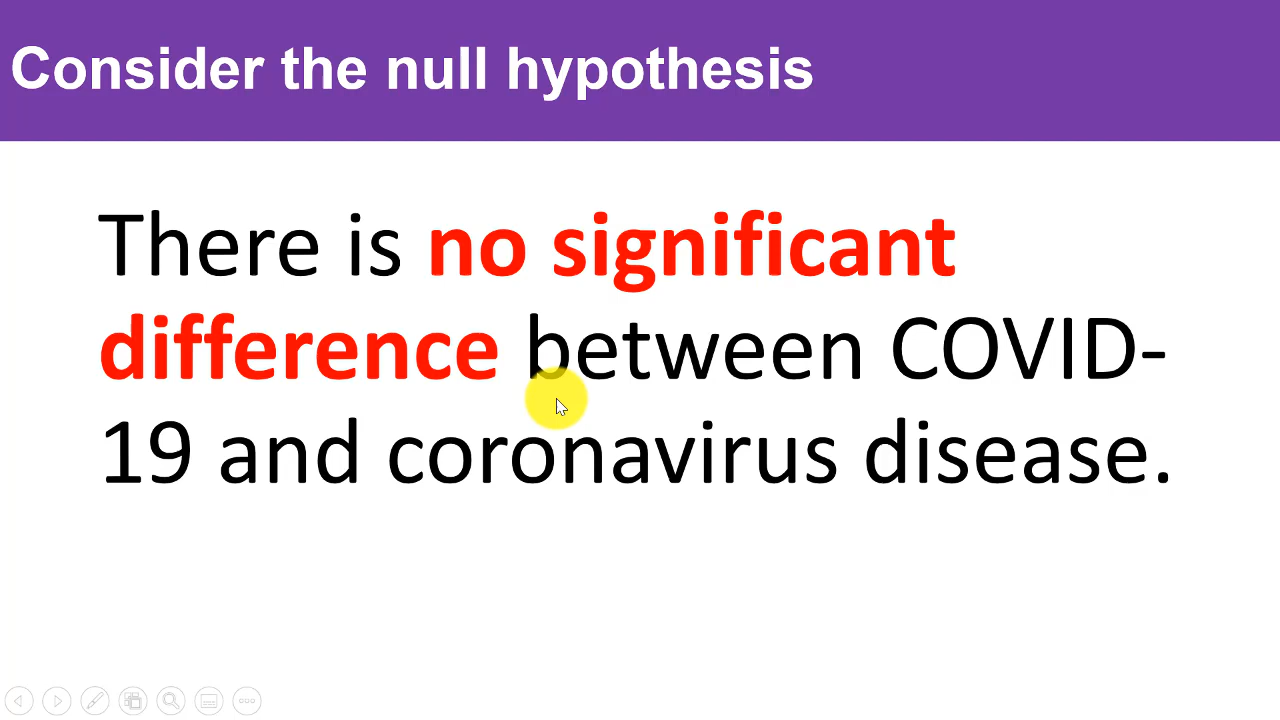 Consider the null hypothesis
There is no significant
difference between COVID-
19 and coronavirus disease.